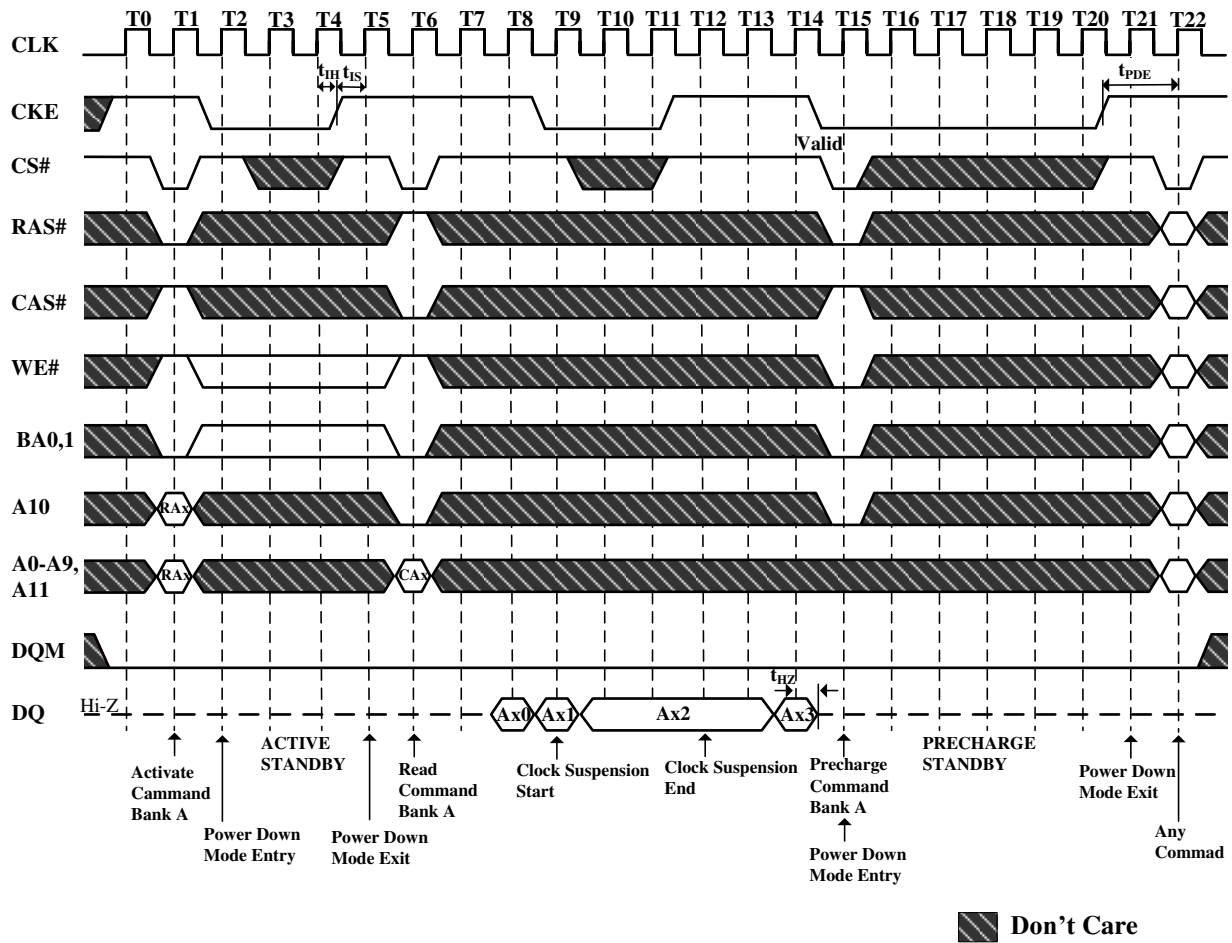 T0 T1 T2 T3 T4 T5 T6 T7 T8 T9 T10 T11 T12 T13 T14 T15 T16 T17 T18 T19 T20 T21 T22
CLK
tIH tIS tPDE
CKE
Valid
CS#
RAS#
CAS#
WE#
BA0,1
A10 RAx
A0-A9, A11 RAx CAx
DQM
tHZ
DQ Hi-Z Ax0 Ax1 Ax2 Ax3
Activate
Cammand
Bank A
Power Down
Mode Entry
ACTIVE
STANDBY
Power Down
Mode Exit
Read
Command
Bank A
Clock Suspension
Start
Clock Suspension
End
Precharge
Command
Bank A
Power Down
Mode Entry
PRECHARGE
STANDBY
Power Down
Mode Exit
Any
Commad
Don't Care